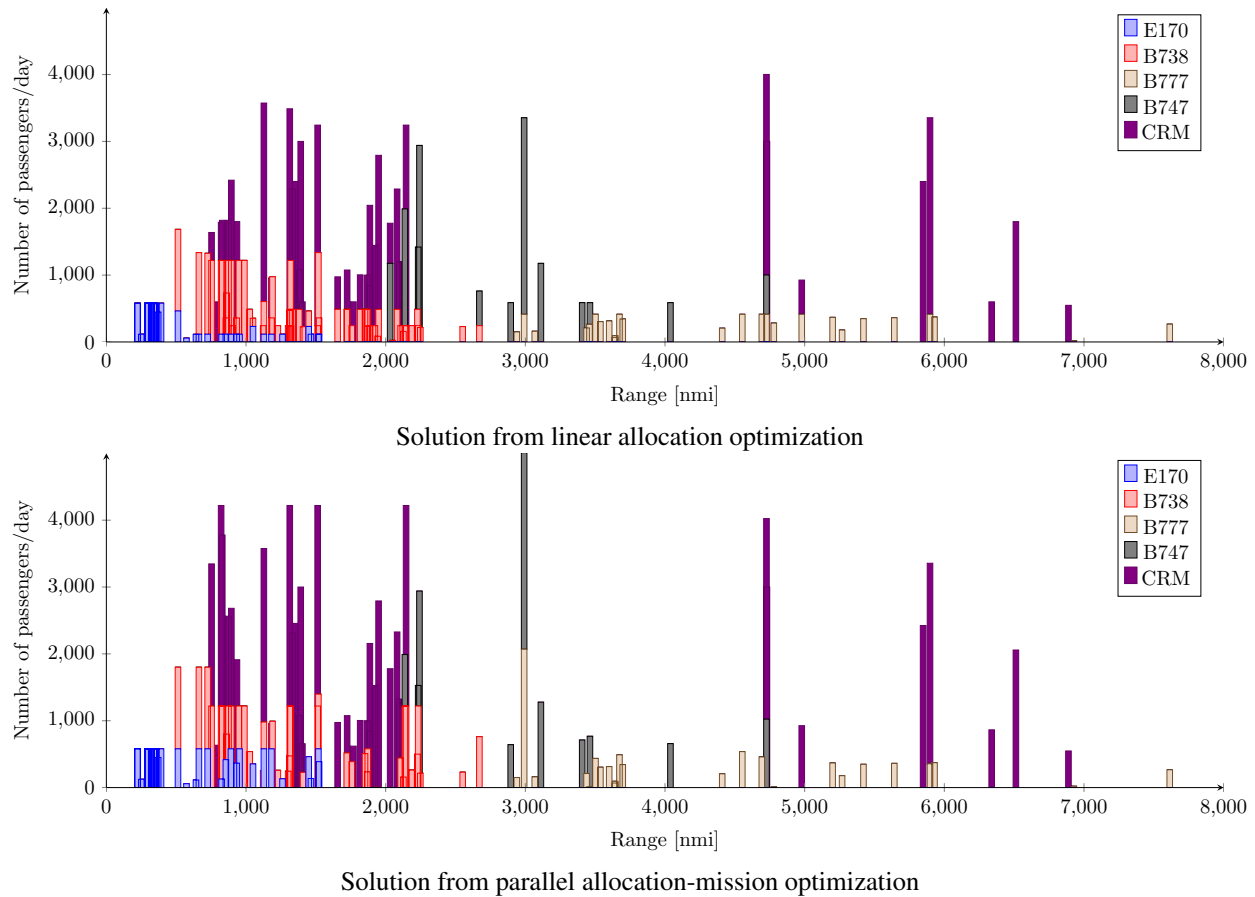 4,000
3,000
2,000
1,000
0
Number of passengers/day
0
1,000
2,000
3,000
4,000
5,000
6,000
7,000
8,000
Range [nmi]
E170
B738
B777
B747
CRM
Solution from linear allocation optimization
4,000
3,000
2,000
1,000
0
Number of passengers/day
0
1,000
2,000
3,000
4,000
5,000
6,000
7,000
8,000
Range [nmi]
E170
B738
B777
B747
CRM
Solution from parallel allocation-mission optimization